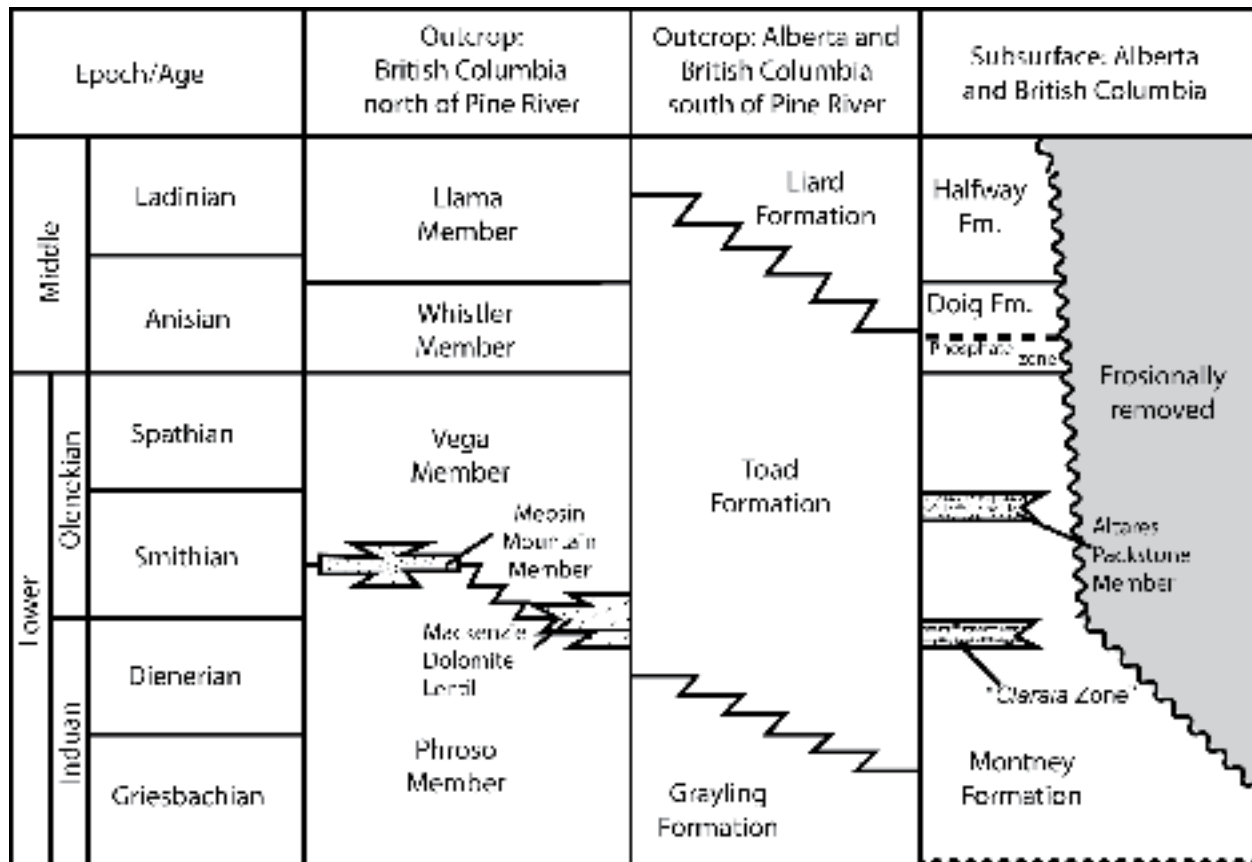 Epoch/Age
Outcrop:
British Columbia
north of Pine River
Outcrop: Alberta and
British Columbia
south of Pine River
Subsurface: Alberta
and British Columbia
Middle
Ladinian
Anisian
Lower
Olenekian
Spathian
Smithian
Induan
Dienerian
Griesbachian
Llama
Member
Whistler
Member
Vega
Member
Meosin
Mountain
Member
Mackenzie
Dolomite
Lentil
Phroso
Member
Liard
Formation
Toad
Formation
Grayling
Formation
Halfway
Fm.
Doig Fm.
Phosphate zone
Erosionally
removed
Altares
Packstone
Member
"Claraia Zone"
Montney
Formation